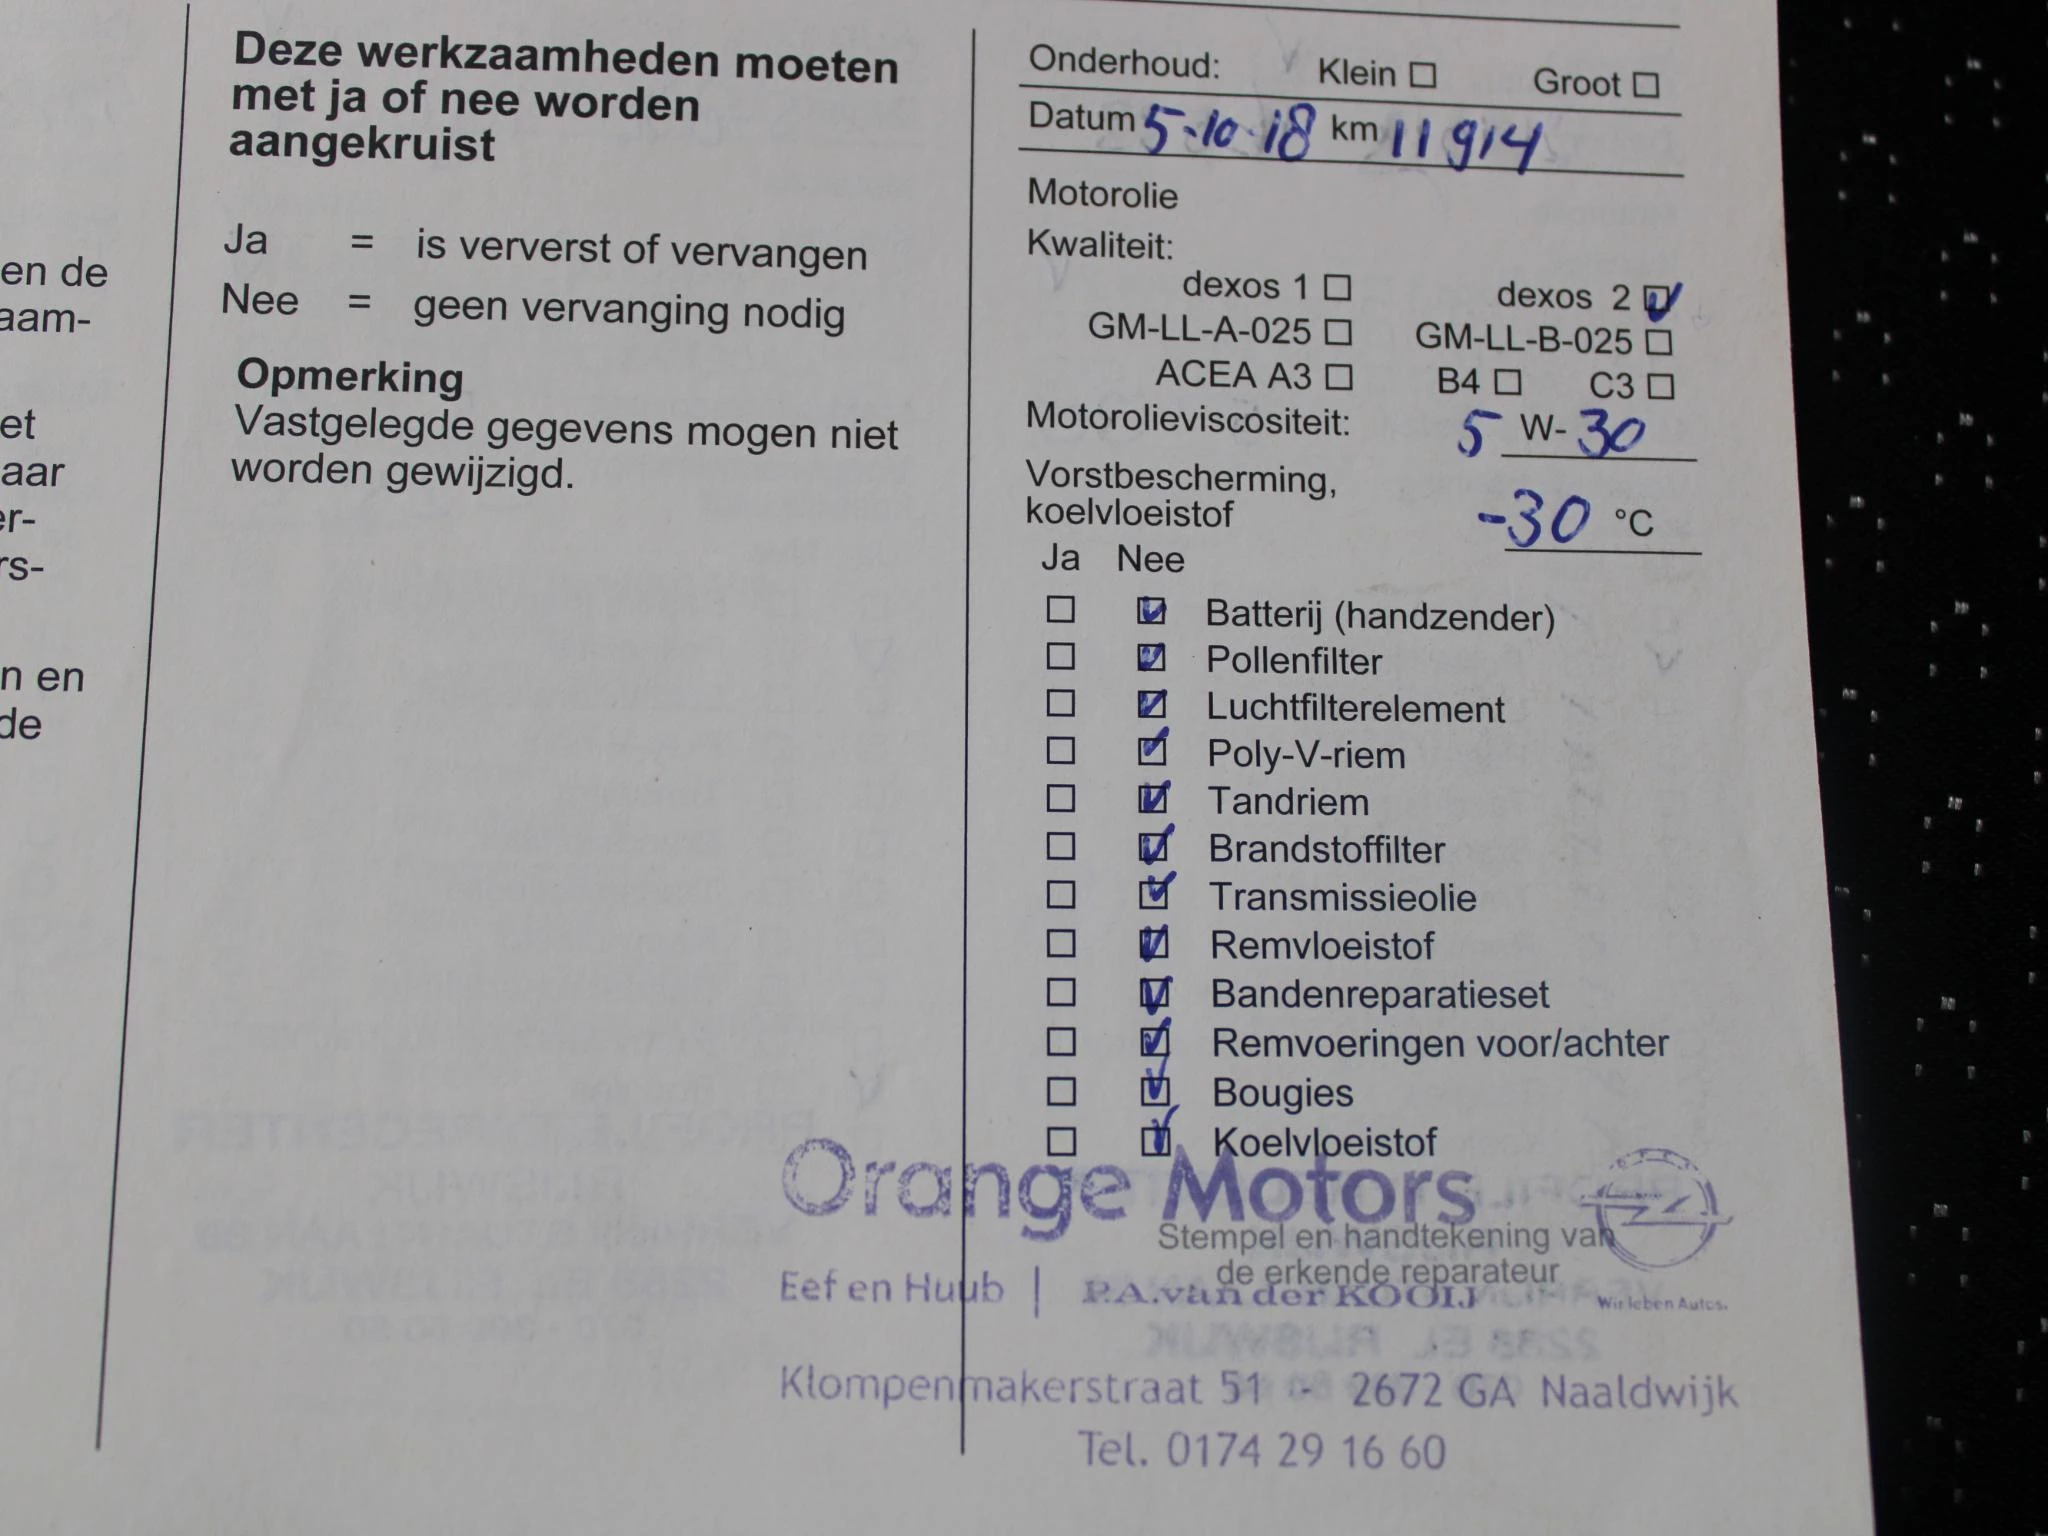 en de
aam-
et
aar
er-
rs-
n en
de
Deze werkzaamheden moeten
met ja of nee worden
aangekruist
Ja = is ververst of vervangen
Nee = geen vervanging nodig
Opmerking
Vastgelegde gegevens mogen niet
worden gewijzigd.
Onderhoud: Klein Groot
Datum 5-10-18 km 11914
Motorolie
Kwaliteit:
dexos 1 dexos 2
GM-LL-A-025 GM-LL-B-025
ACEA A3 B4 C3
Motorolieviscositeit: 5 W- 30
Vorstbescherming,
koelvloeistof -30 °C
Ja Nee
Batterij (handzender)
Pollenfilter
Luchtfilterelement
Poly-V-riem
Tandriem
Brandstoffilter
Transmissieolie
Remvloeistof
Bandenreparatieset
Remvoeringen voor/achter
Bougies
Koelvloeistof
Orange Motors
Stempel en handtekening van
de erkende reparateur
Eef en Huub | P.A.van der KOOIJ Wir leben Autos.
Klompenmakerstraat 51 - 2672 GA Naaldwijk
Tel. 0174 29 16 60